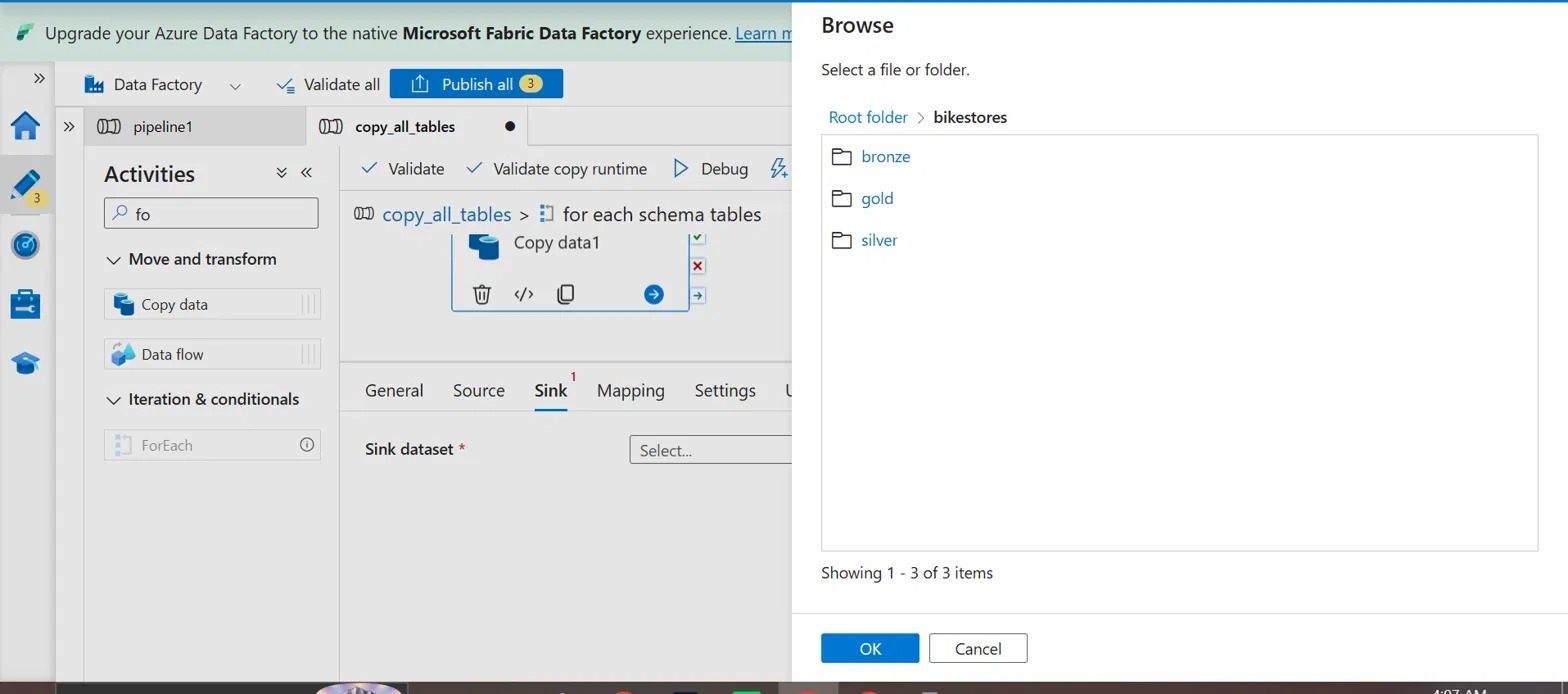 Upgrade your Azure Data Factory to the native Microsoft Fabric Data Factory experience. Learn
Data Factory
Validate all
Publish all 3
pipeline1
copy_all_tables
3
Activities
fo
Move and transform
Copy data
Data flow
Iteration & conditionals
ForEach
Validate
Validate copy runtime
Debug
copy_all_tables > for each schema tables
Copy data1
General
Source
Sink 1
Mapping
Settings
Sink dataset *
Select...
Browse
Select a file or folder.
Root folder > bikestores
bronze
gold
silver
Showing 1 - 3 of 3 items
OK
Cancel